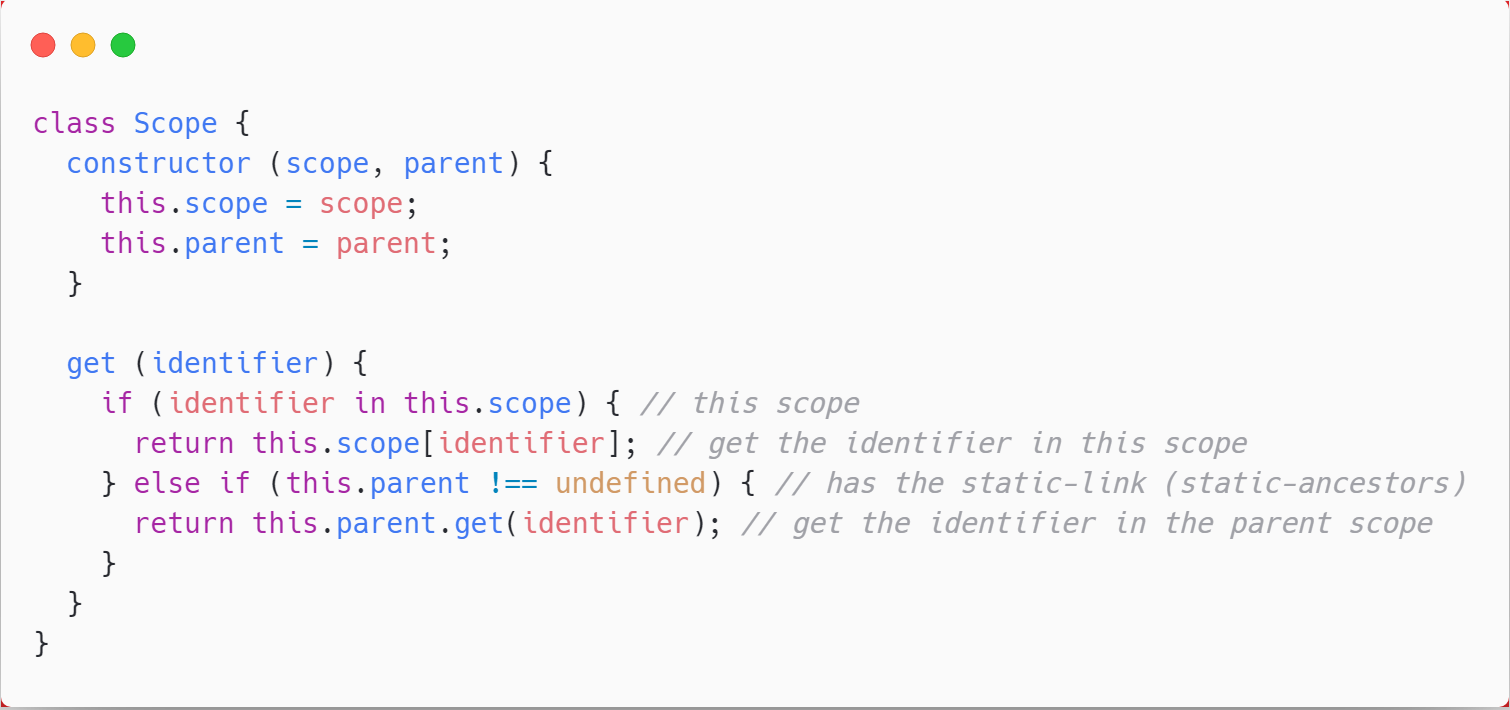 class Scope {
  constructor (scope, parent) {
    this.scope = scope;
    this.parent = parent;
  }

  get (identifier) {
    if (identifier in this.scope) { // this scope
      return this.scope[identifier]; // get the identifier in this scope
    } else if (this.parent !== undefined) { // has the static-link (static-ancestors)
      return this.parent.get(identifier); // get the identifier in the parent scope
    }
  }
}